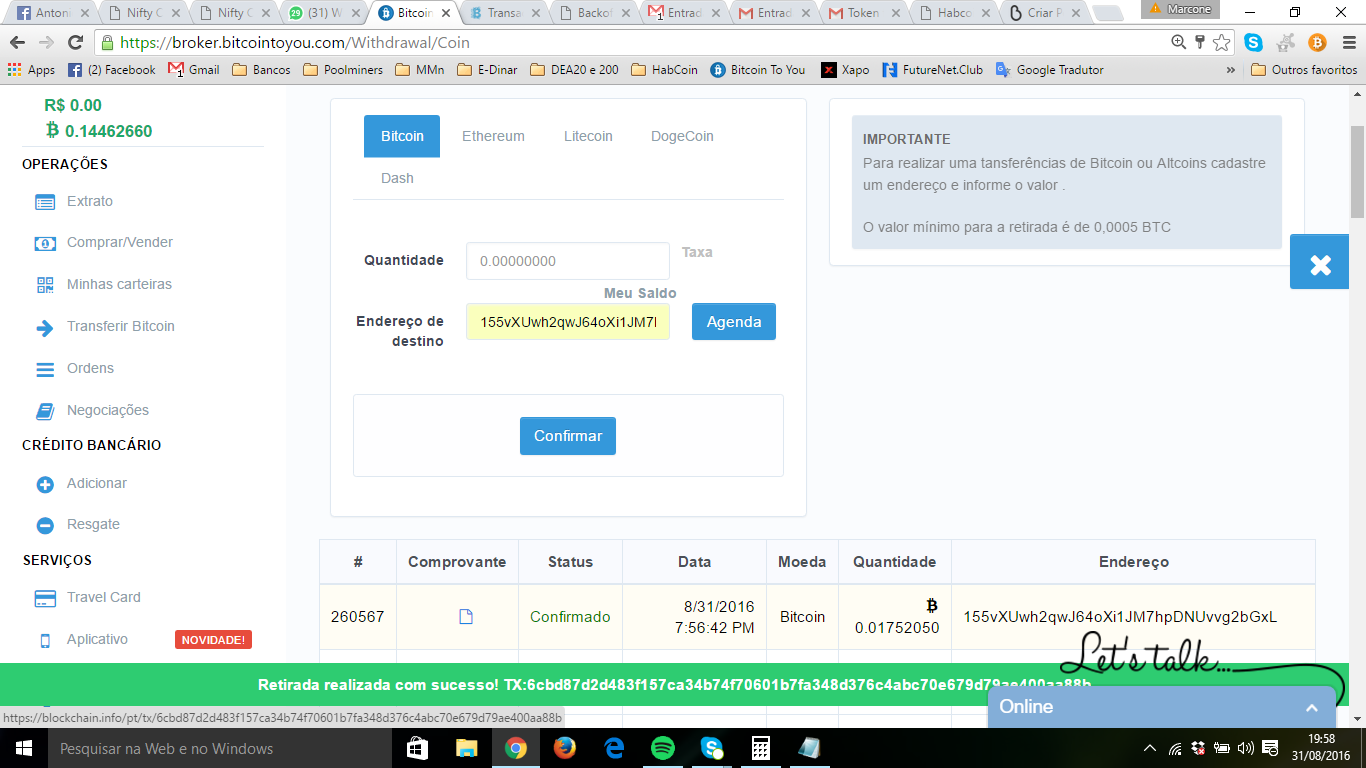 Antoni
Nifty C
Nifty C
(31) W
Bitcoin
Transa
Backof
Entrad
Entrad
Token
Habco
Criar P
Marcone
https://broker.bitcointoyou.com/Withdrawal/Coin
Apps (2) Facebook Gmail Bancos Poolminers MMn E-Dinar DEA20 e 200 HabCoin Bitcoin To You Xapo FutureNet.Club Google Tradutor » Outros favoritos
R$ 0.00
0.14462660
OPERAÇÕES
Extrato
Comprar/Vender
Minhas carteiras
Transferir Bitcoin
Ordens
Negociações
CRÉDITO BANCÁRIO
Adicionar
Resgate
SERVIÇOS
Travel Card
Aplicativo NOVIDADE!
Bitcoin Ethereum Litecoin DogeCoin
Dash
Quantidade 0.00000000 Taxa
Meu Saldo
Endereço de
destino
155vXUwh2qwJ64oXi1JM7l
Agenda
Confirmar
IMPORTANTE
Para realizar uma tansferências de Bitcoin ou Altcoins cadastre
um endereço e informe o valor .
O valor mínimo para a retirada é de 0,0005 BTC
# Comprovante Status Data Moeda Quantidade Endereço
260567 Confirmado 8/31/2016
7:56:42 PM
Bitcoin
0.01752050
155vXUwh2qwJ64oXi1JM7hpDNUvvg2bGxL
Let's talk...
Retirada realizada com sucesso! TX:6cbd87d2d483f157ca34b74f70601b7fa348d376c4abc70e679d79ae400aa88b
Online
https://blockchain.info/pt/tx/6cbd87d2d483f157ca34b74f70601b7fa348d376c4abc70e679d79ae400aa88b
Pesquisar na Web e no Windows
19:58
31/08/2016